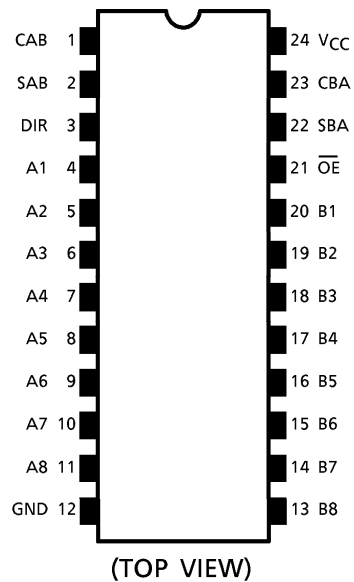 CAB 1 24 VCC
SAB 2 23 CBA
DIR 3 22 SBA
A1 4 21 O̅E̅
A2 5 20 B1
A3 6 19 B2
A4 7 18 B3
A5 8 17 B4
A6 9 16 B5
A7 10 15 B6
A8 11 14 B7
GND 12 13 B8
(TOP VIEW)